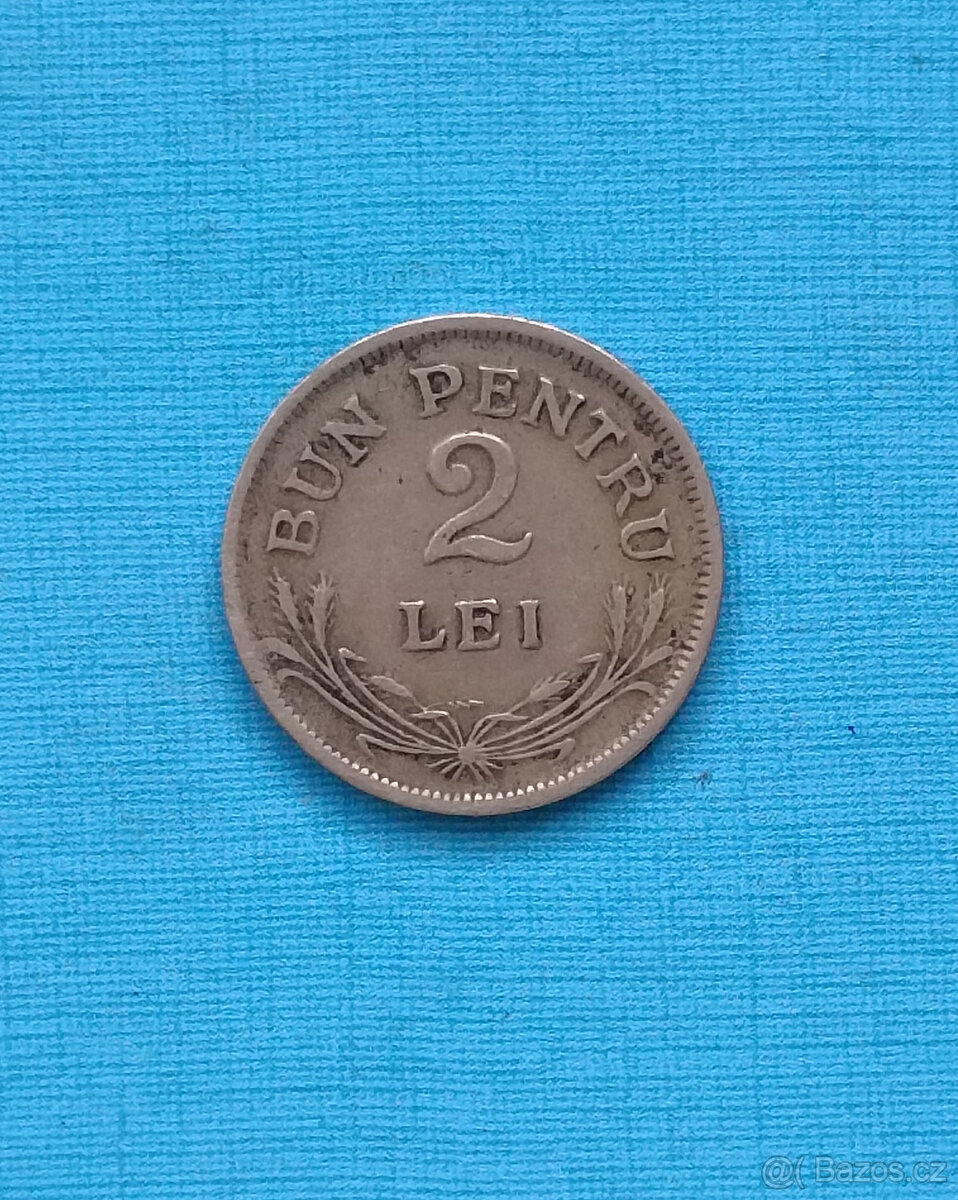 BUN PENTRU
2
LEI
@( Bazos.cz